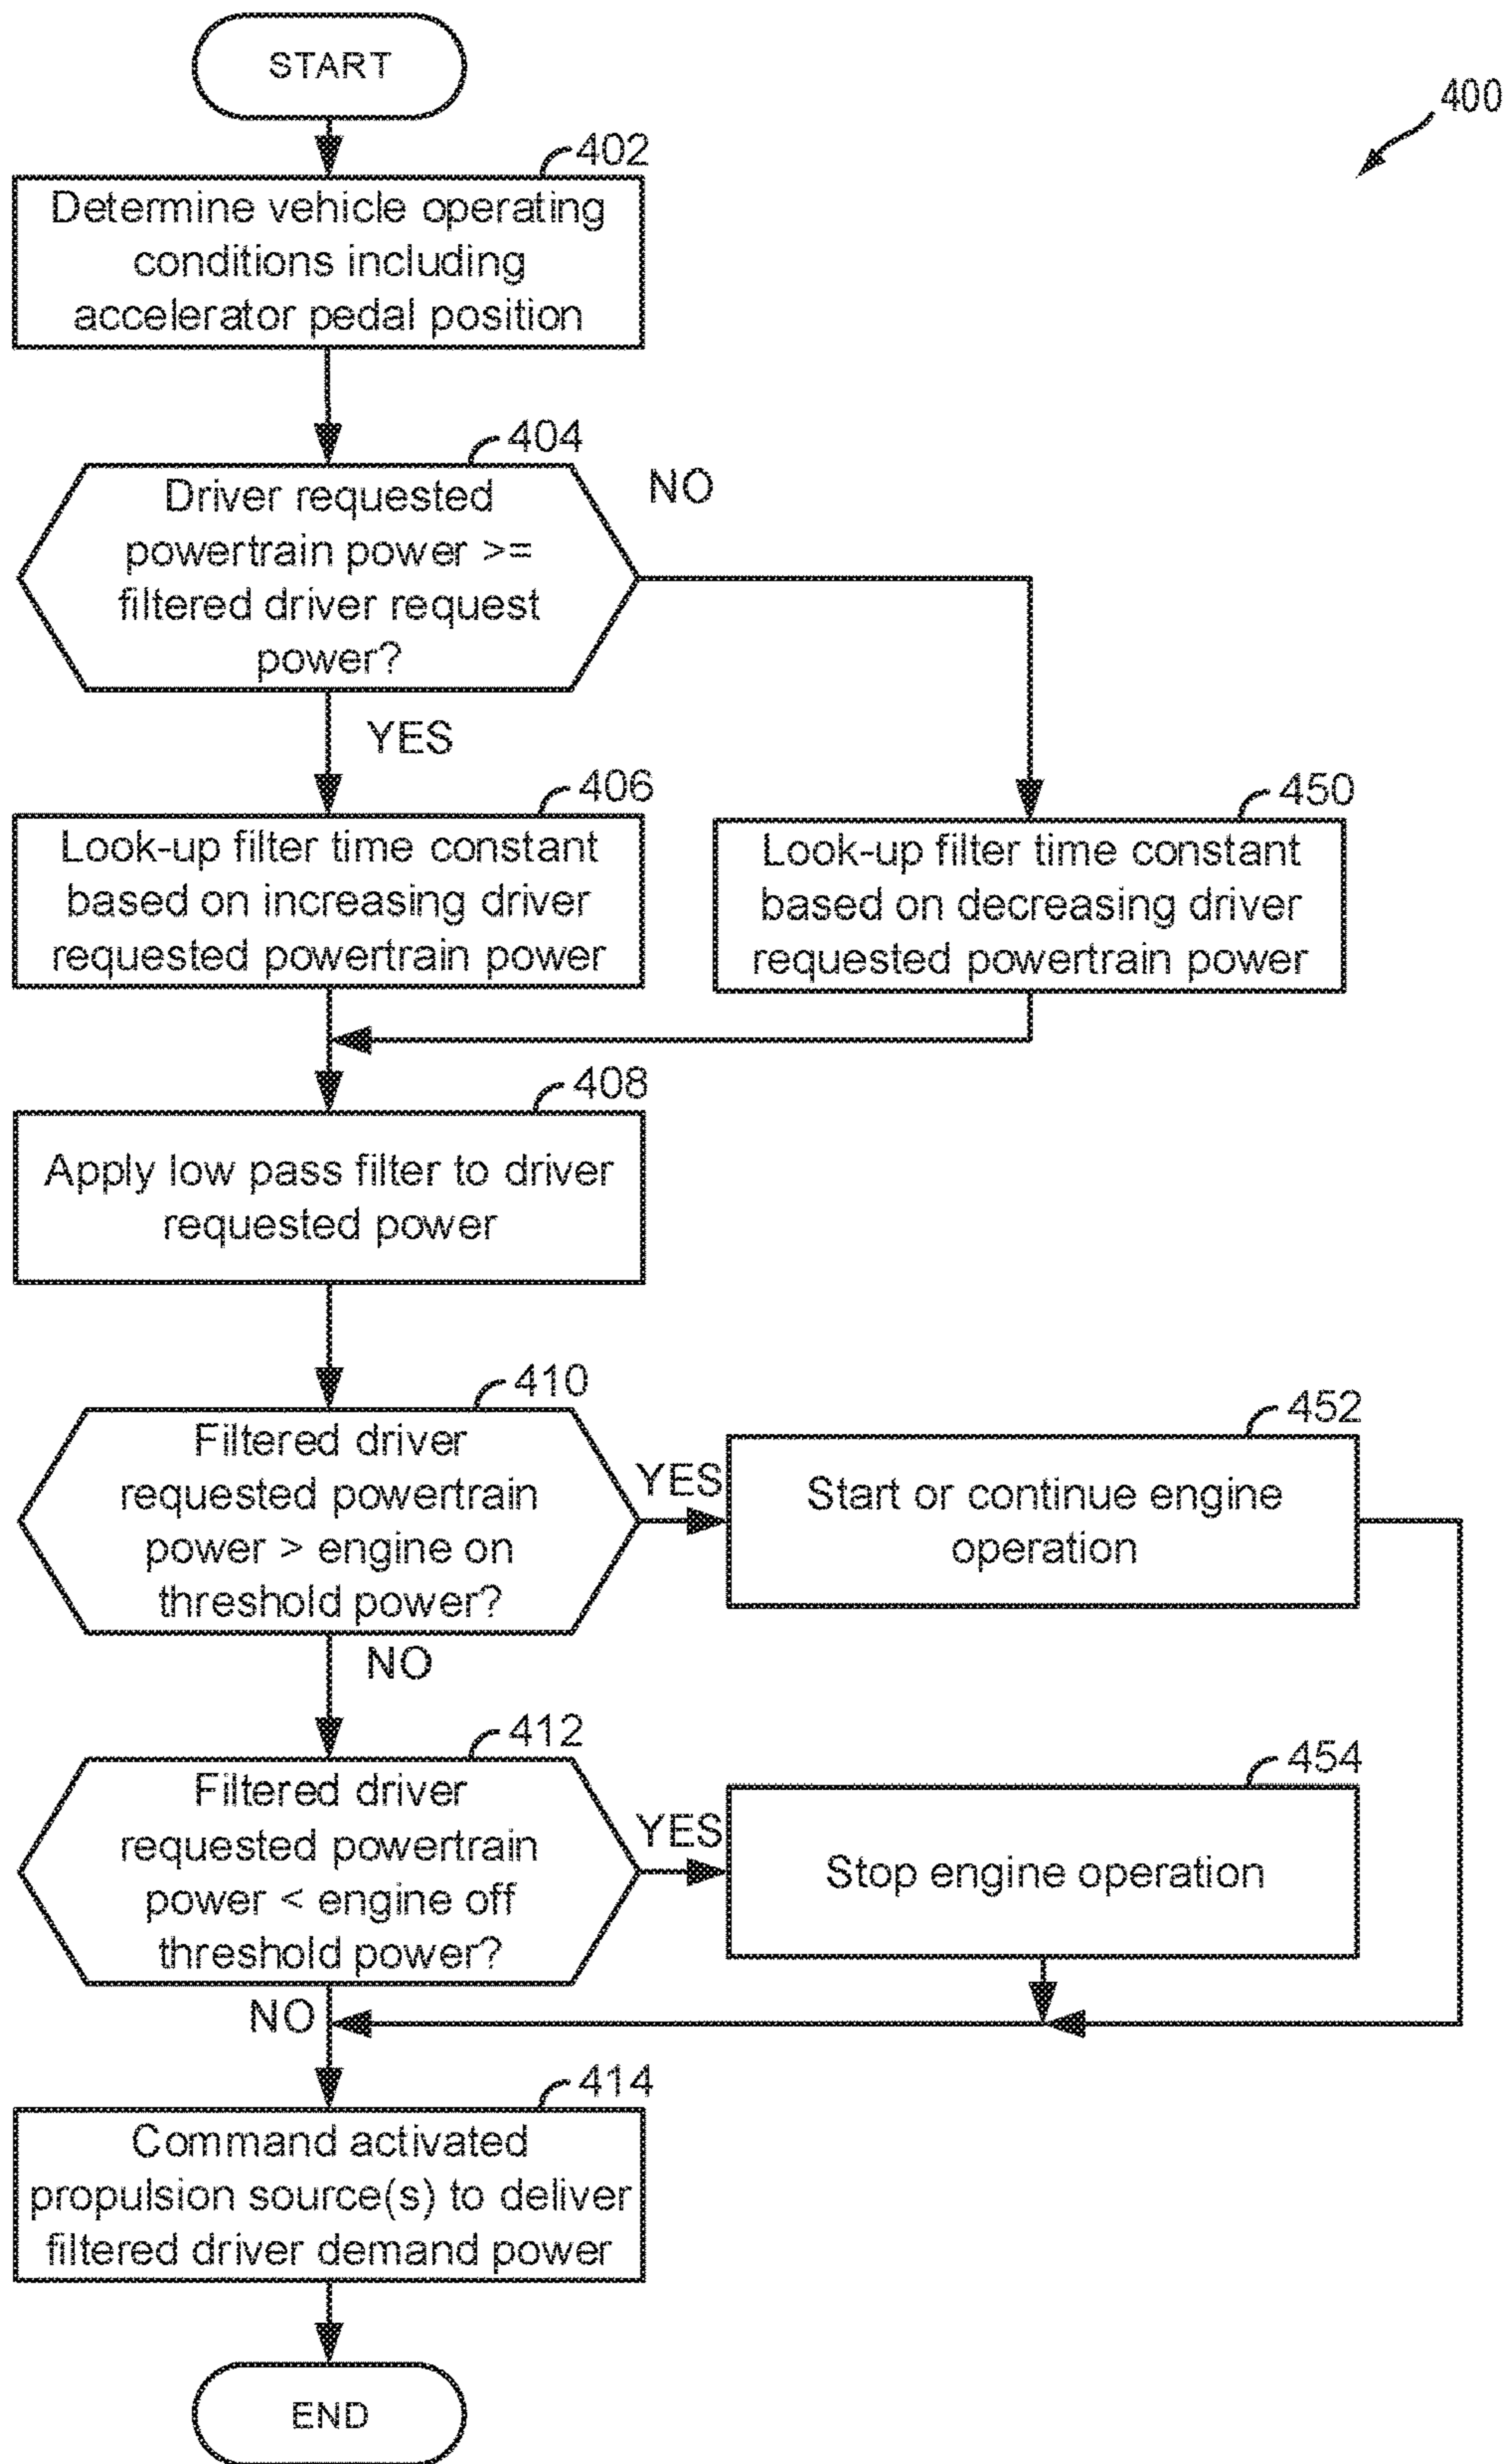 START
400
402
Determine vehicle operating
conditions including
accelerator pedal position
404
Driver requested
powertrain power >=
filtered driver request
power?
NO
YES
406
Look-up filter time constant
based on increasing driver
requested powertrain power
450
Look-up filter time constant
based on decreasing driver
requested powertrain power
408
Apply low pass filter to driver
requested power
410
Filtered driver
requested powertrain
power > engine on
threshold power?
YES
452
Start or continue engine
operation
NO
412
Filtered driver
requested powertrain
power < engine off
threshold power?
YES
454
Stop engine operation
NO
414
Command activated
propulsion source(s) to deliver
filtered driver demand power
END